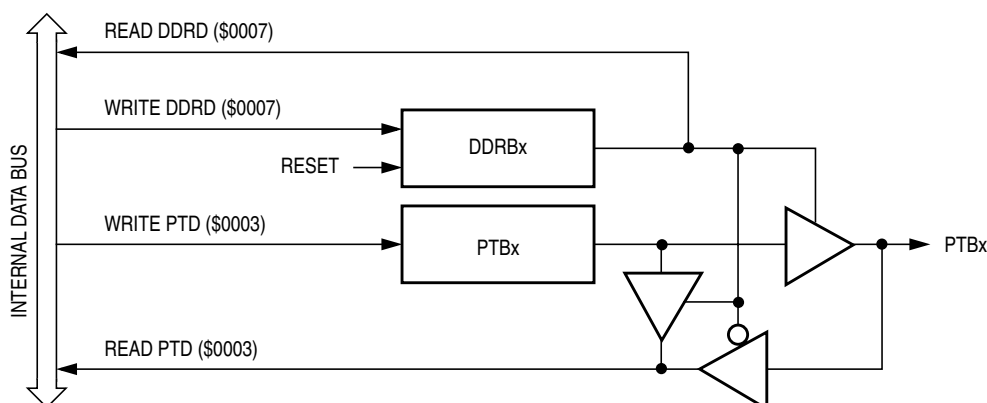 READ DDRD ($0007)
WRITE DDRD ($0007)
DDRBx
RESET
WRITE PTD ($0003)
PTBx
PTBx
READ PTD ($0003)
INTERNAL DATA BUS